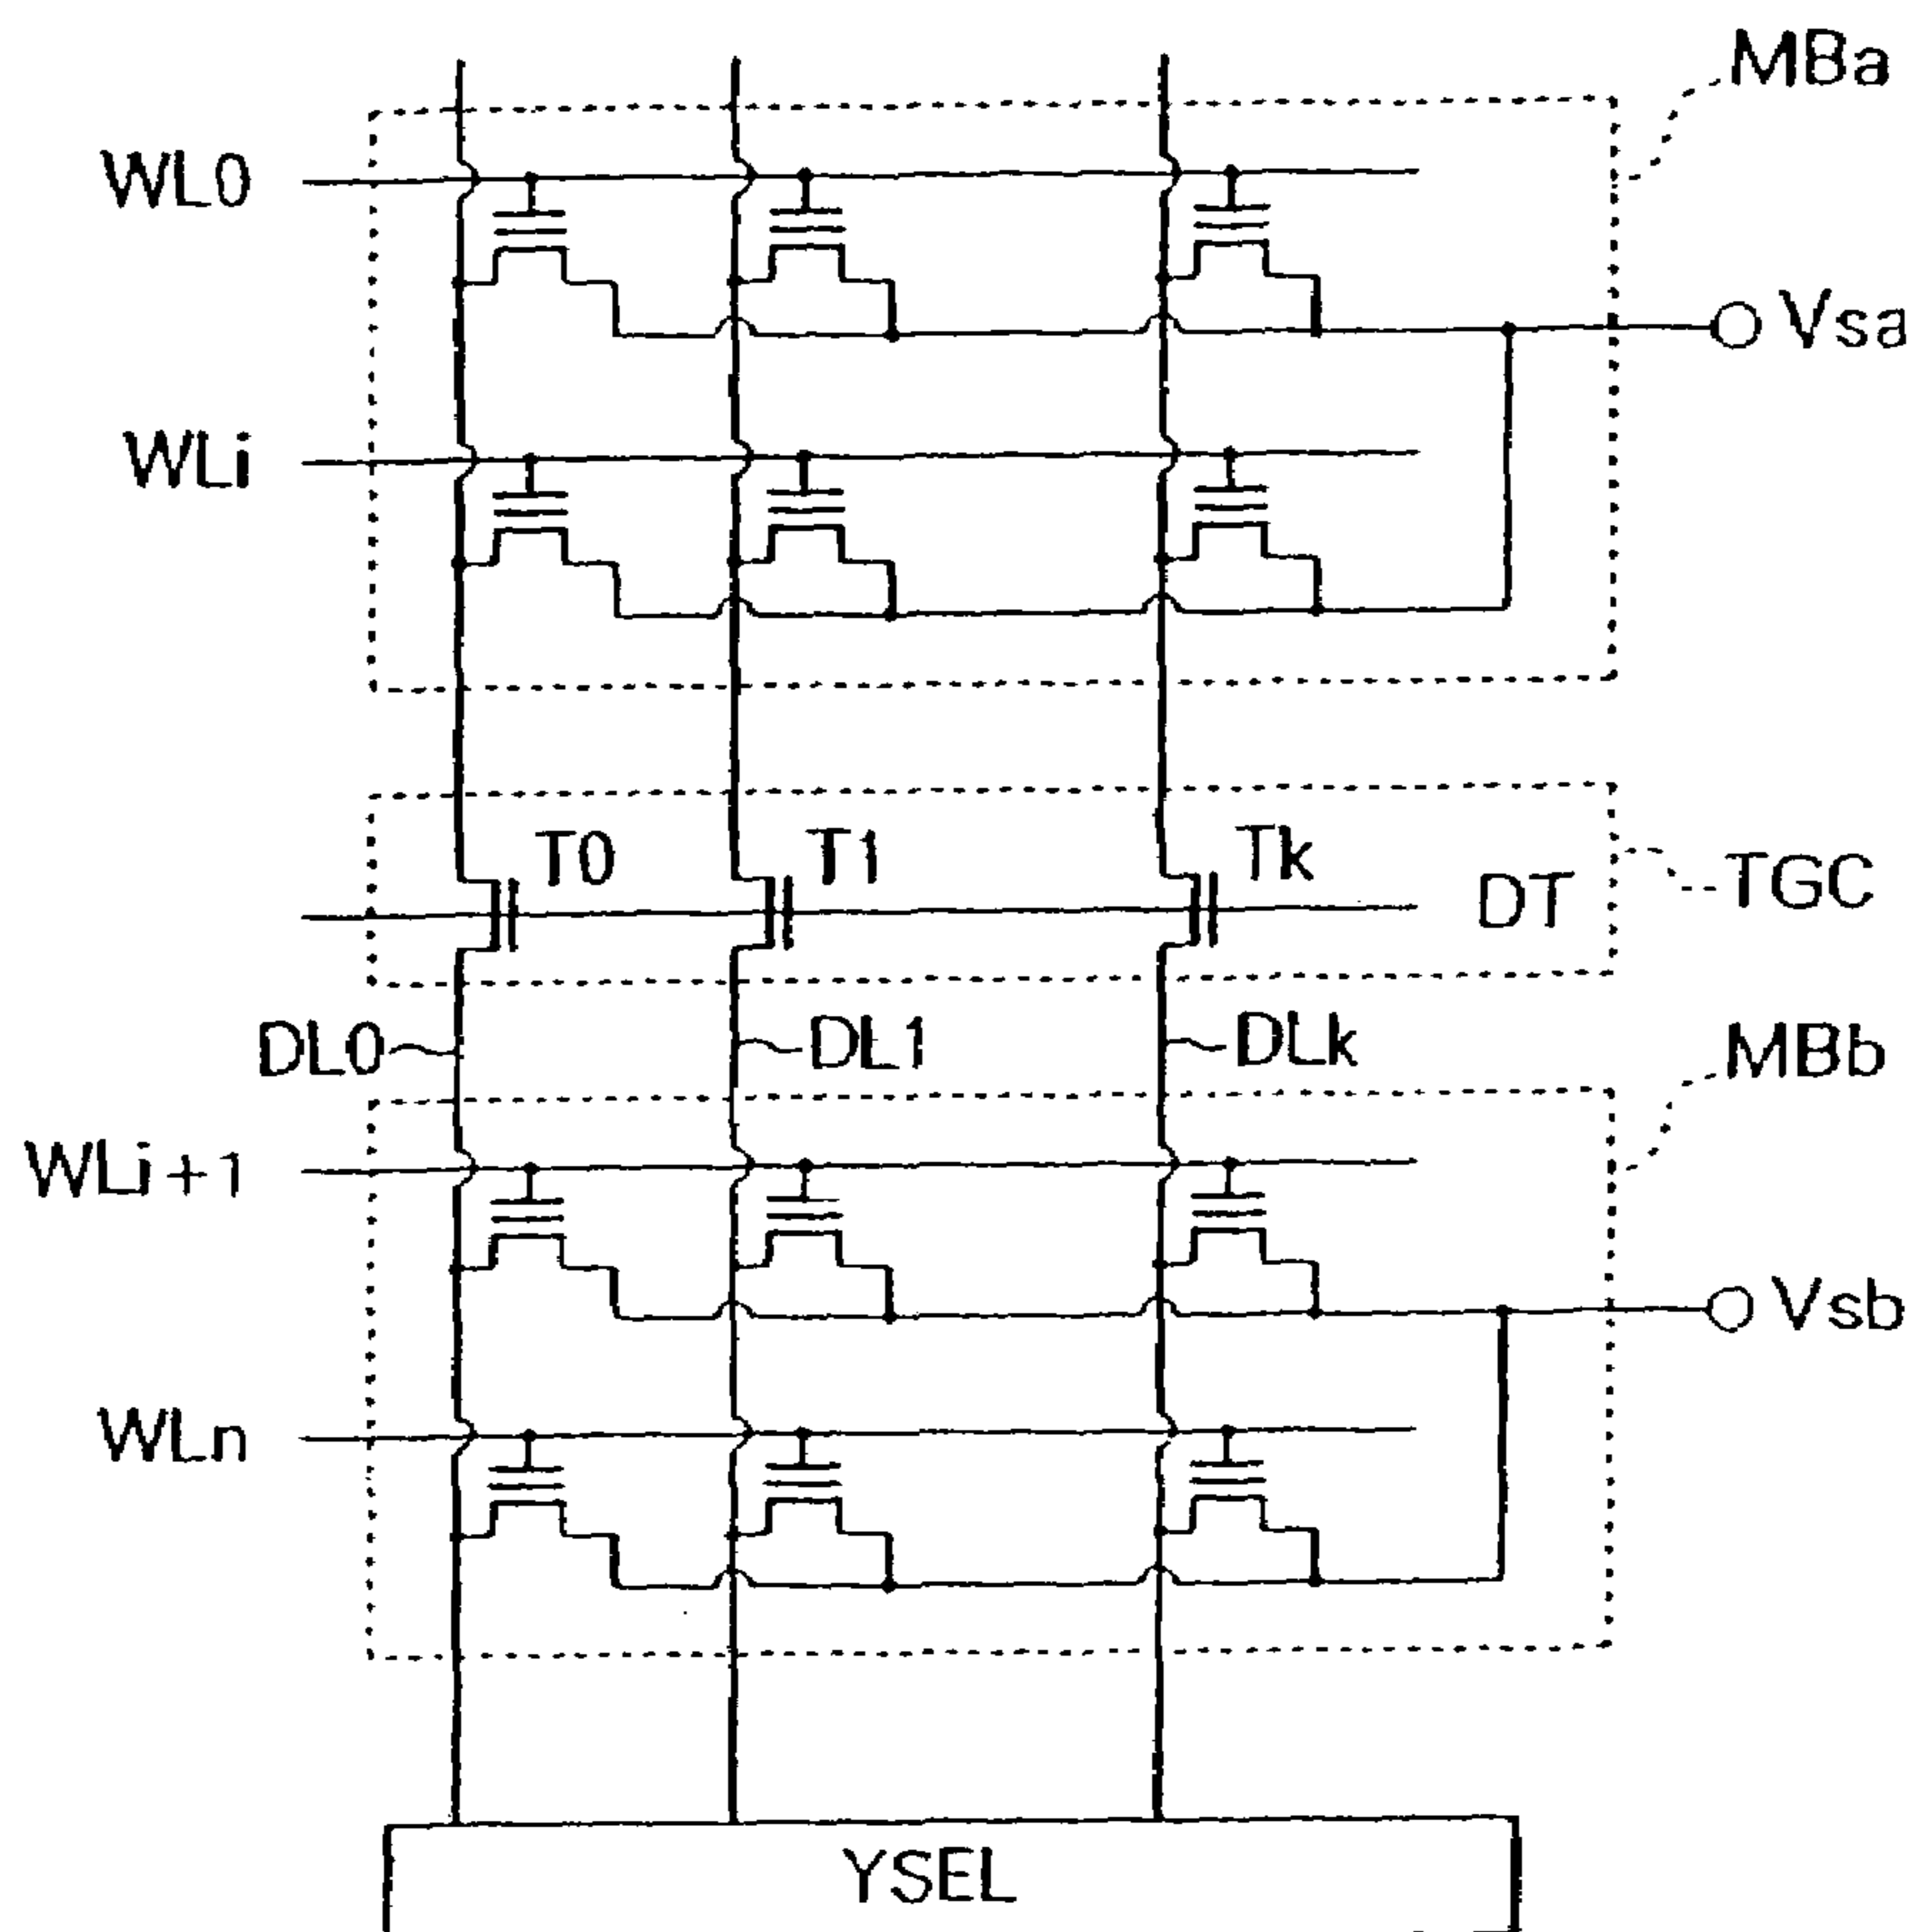 MBa
WL0
Vsa
WLi
T0 T1 Tk
DT
TGC
DL0 DL1 DLk
MBb
WLi+1
Vsb
WLn
YSEL